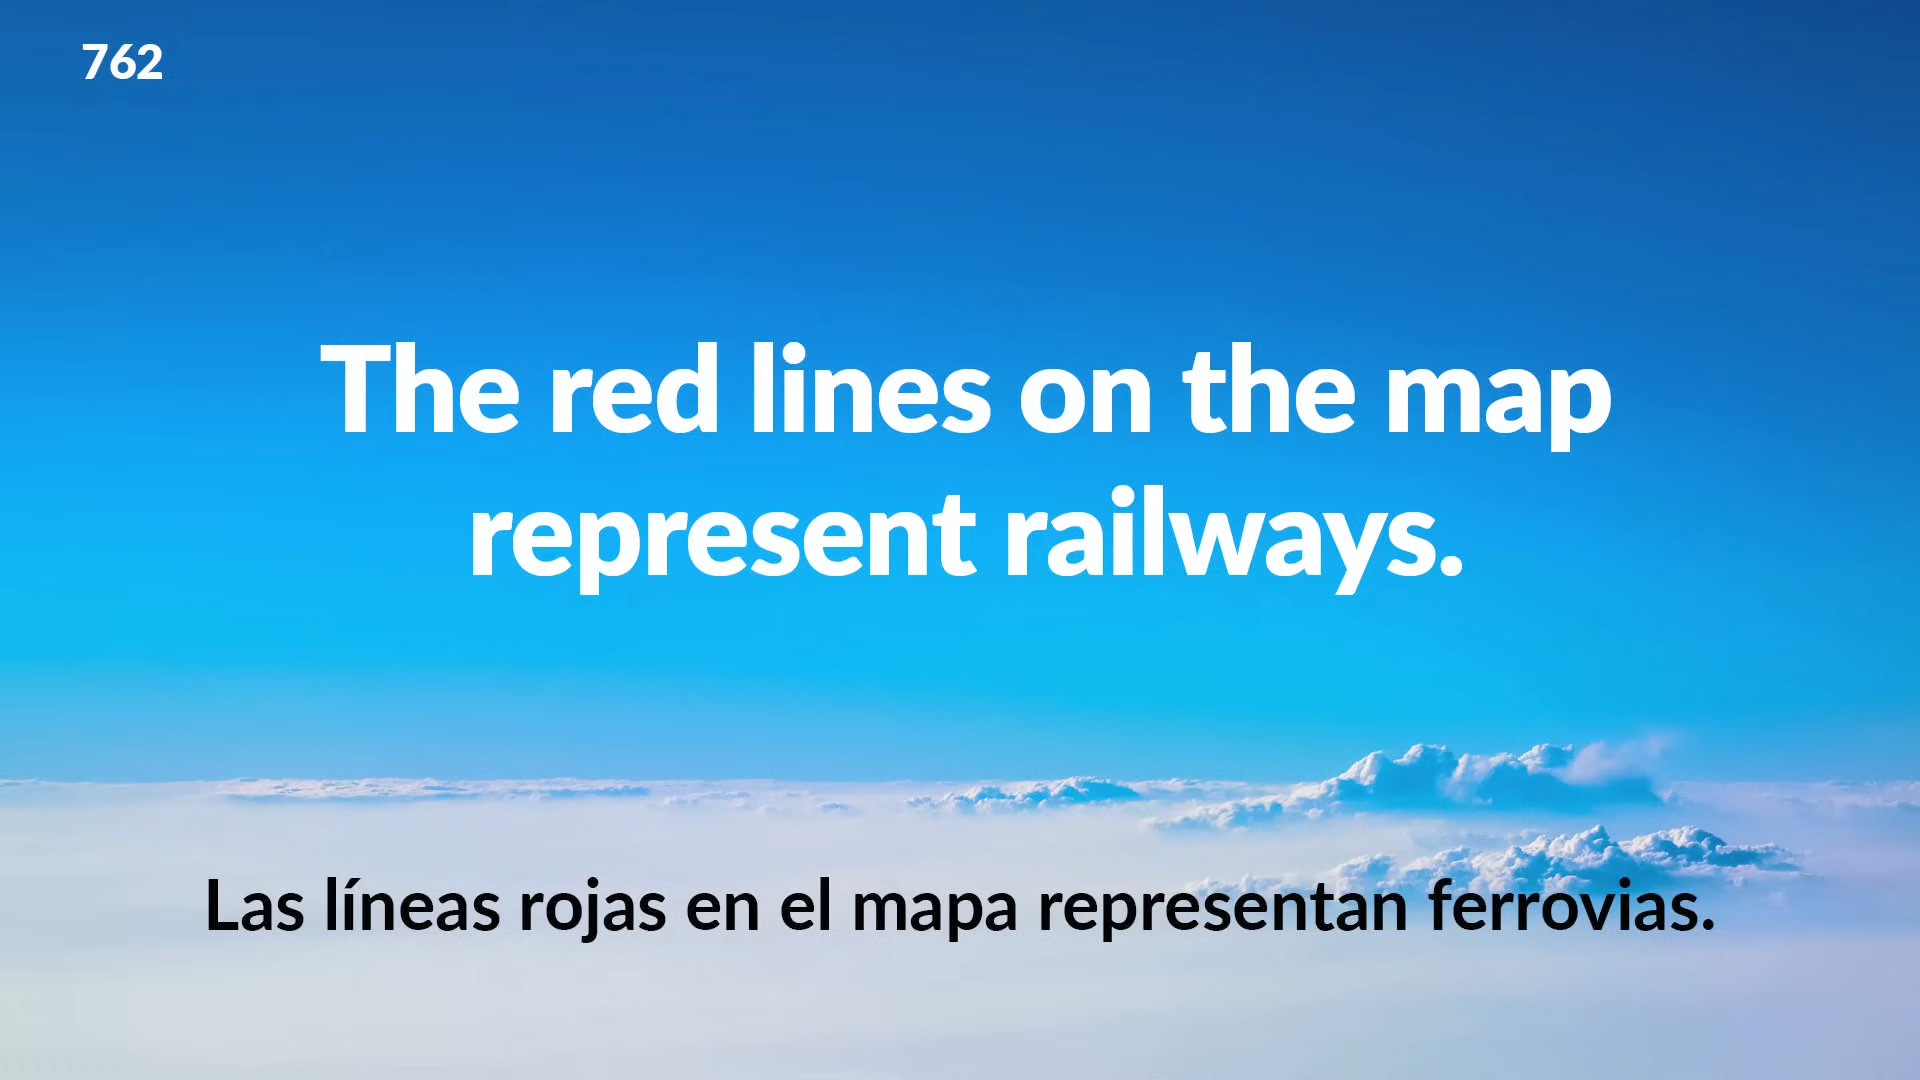 762
The red lines on the map
represent railways.
Las líneas rojas en el mapa representan ferrovias.